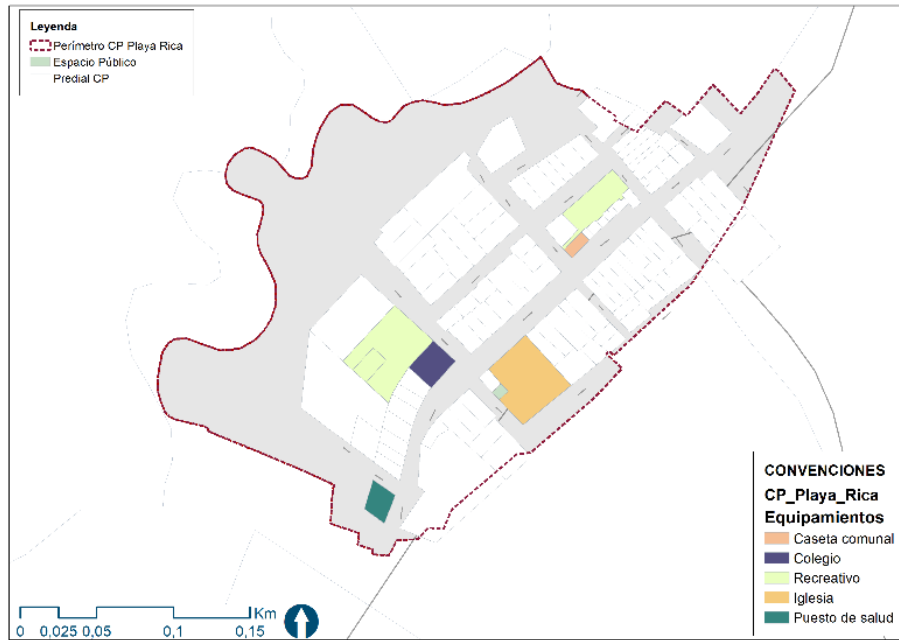 Leyenda
Perímetro CP Playa Rica
Espacio Público
Predial CP
CONVENCIONES
CP_Playa_Rica
Equipamientos
Caseta comunal
Colegio
Recreativo
Iglesia
Puesto de salud
Km
0 0,025 0,05 0,1 0,15